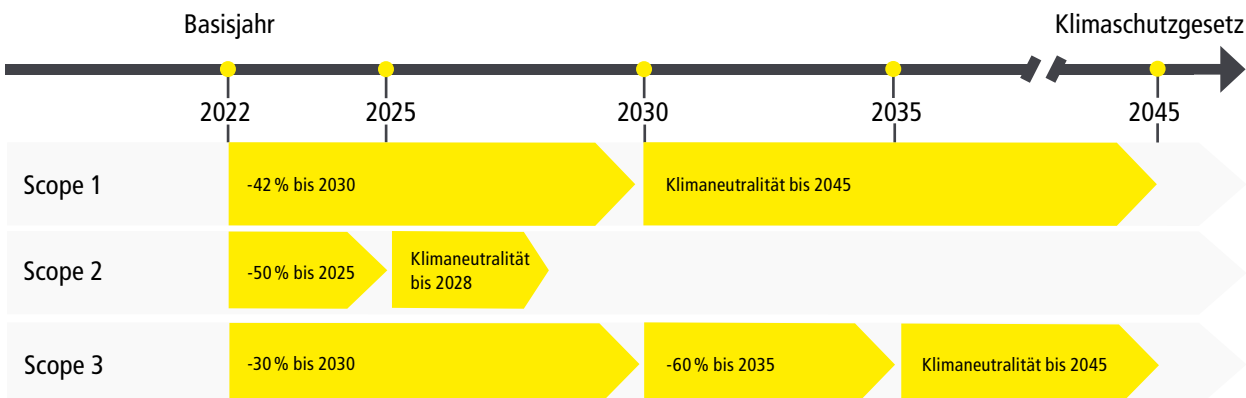 Basisjahr
Klimaschutzgesetz
2022
2025
2030
2035
2045
Scope 1
-42 % bis 2030
Klimaneutralität bis 2045
Scope 2
-50 % bis 2025
Klimaneutralität
bis 2028
Scope 3
-30 % bis 2030
-60 % bis 2035
Klimaneutralität bis 2045